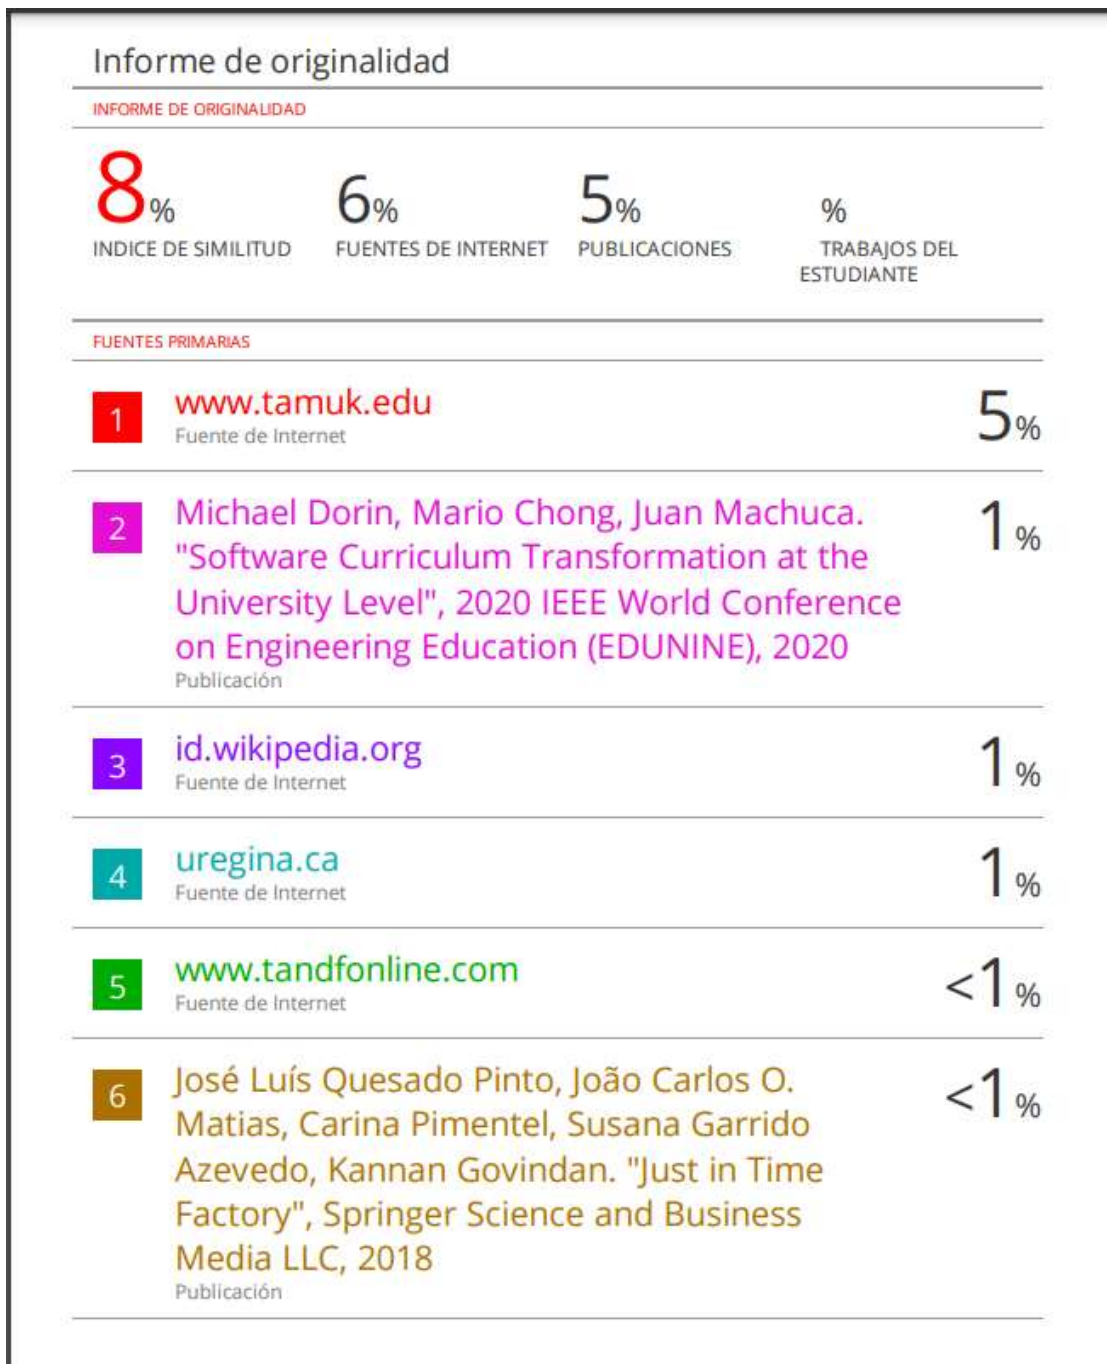 Informe de originalidad
INFORME DE ORIGINALIDAD
8% 6% 5% %
INDICE DE SIMILITUD FUENTES DE INTERNET PUBLICACIONES TRABAJOS DEL
ESTUDIANTE
FUENTES PRIMARIAS
1 www.tamuk.edu 5%
Fuente de Internet
2 Michael Dorin, Mario Chong, Juan Machuca. 1%
"Software Curriculum Transformation at the
University Level", 2020 IEEE World Conference
on Engineering Education (EDUNINE), 2020
Publicación
3 id.wikipedia.org 1%
Fuente de Internet
4 uregina.ca 1%
Fuente de Internet
5 www.tandfonline.com <1%
Fuente de Internet
6 José Luís Quesado Pinto, João Carlos O. <1%
Matias, Carina Pimentel, Susana Garrido
Azevedo, Kannan Govindan. "Just in Time
Factory", Springer Science and Business
Media LLC, 2018
Publicación